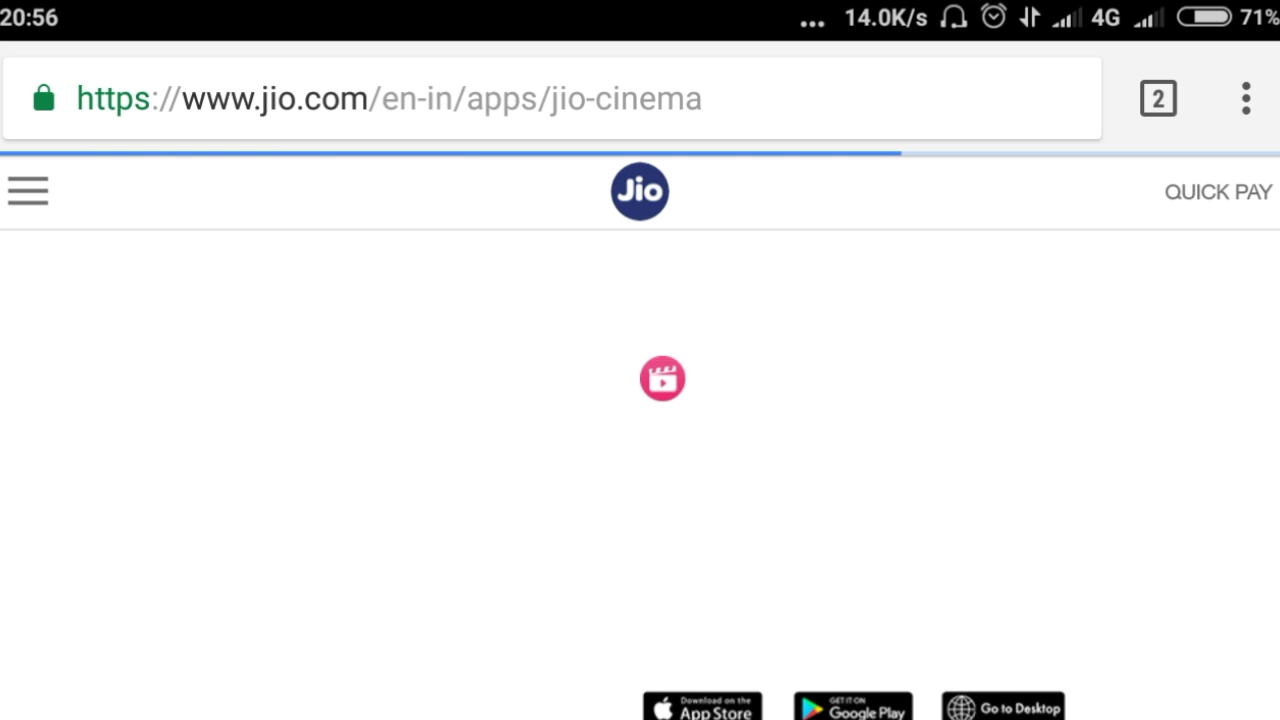 20:56 ... 14.0K/s 4G 71%
https://www.jio.com/en-in/apps/jio-cinema 2
Jio QUICK PAY
Download on the App Store
GET IT ON Google Play
Go to Desktop